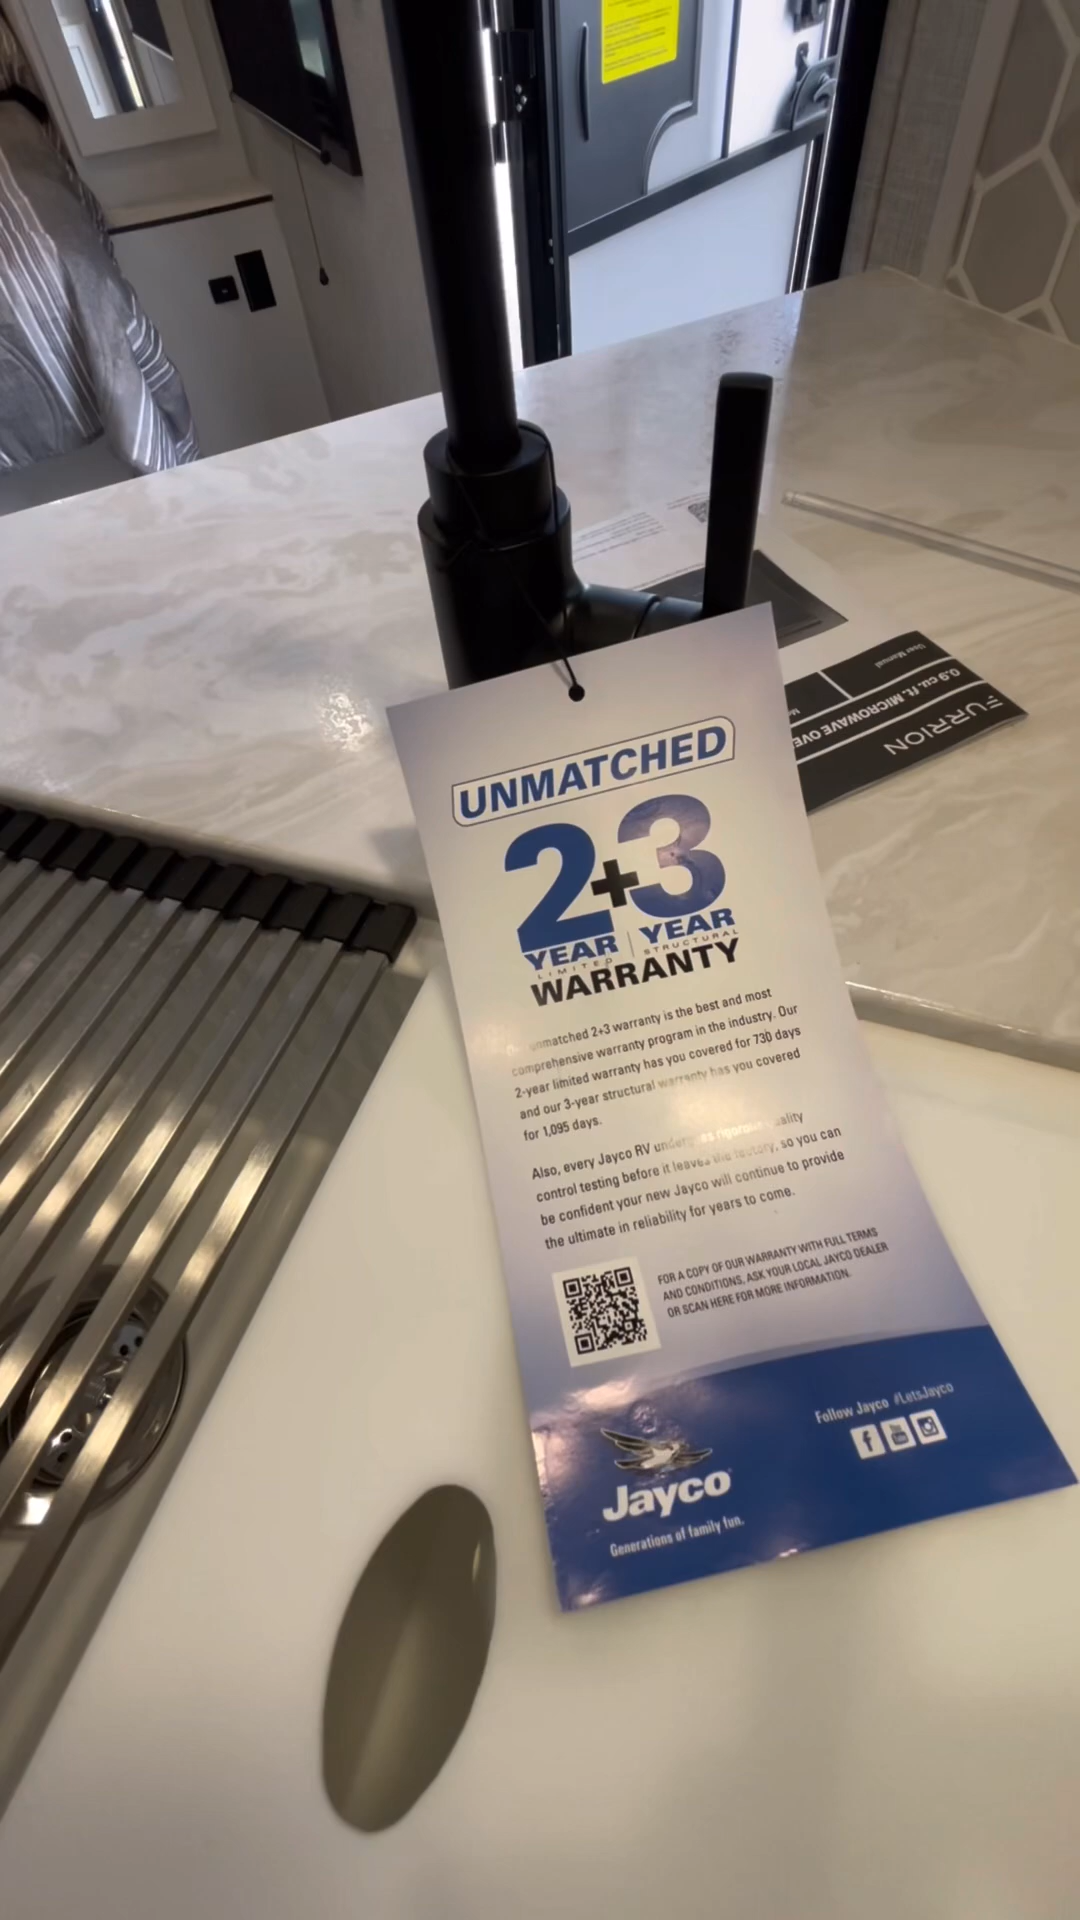 UNMATCHED
2+3
YEAR YEAR
LIMITED STRUCTURAL
WARRANTY
unmatched 2+3 warranty is the best and most
comprehensive warranty program in the industry. Our
2-year limited warranty has you covered for 730 days
and our 3-year structural warranty has you covered
for 1,095 days.
Also, every Jayco RV undergoes rigorous quality
control testing before it leaves the factory, so you can
be confident your new Jayco will continue to provide
the ultimate in reliability for years to come.
FOR A COPY OF OUR WARRANTY WITH FULL TERMS
AND CONDITIONS, ASK YOUR LOCAL JAYCO DEALER
OR SCAN HERE FOR MORE INFORMATION.
Follow Jayco #LetsJayco
Jayco
Generations of family fun.
FURRION
0.9 cu. ft. MICROWAVE OVE
User Manual